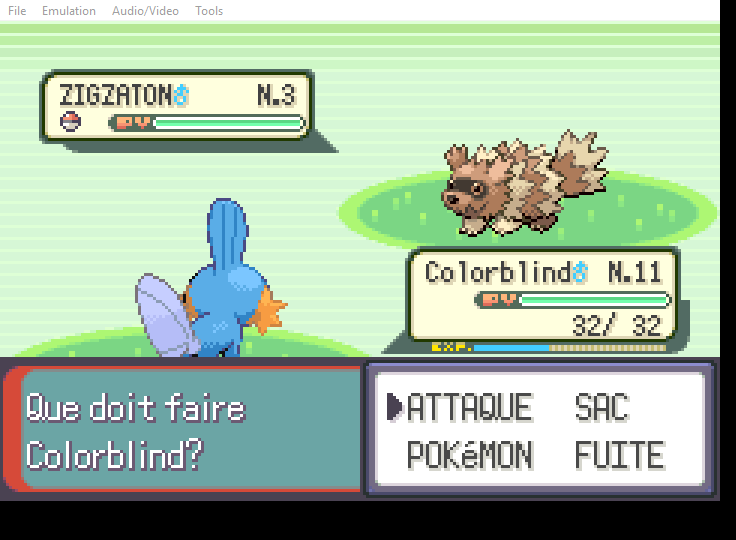 File Emulation Audio/Video Tools
ZIGZATON♂ N.3
PV
Colorblind♂ N.11
PV
32/ 32
EXP.
Que doit faire
Colorblind?
ATTAQUE SAC
POKéMON FUITE